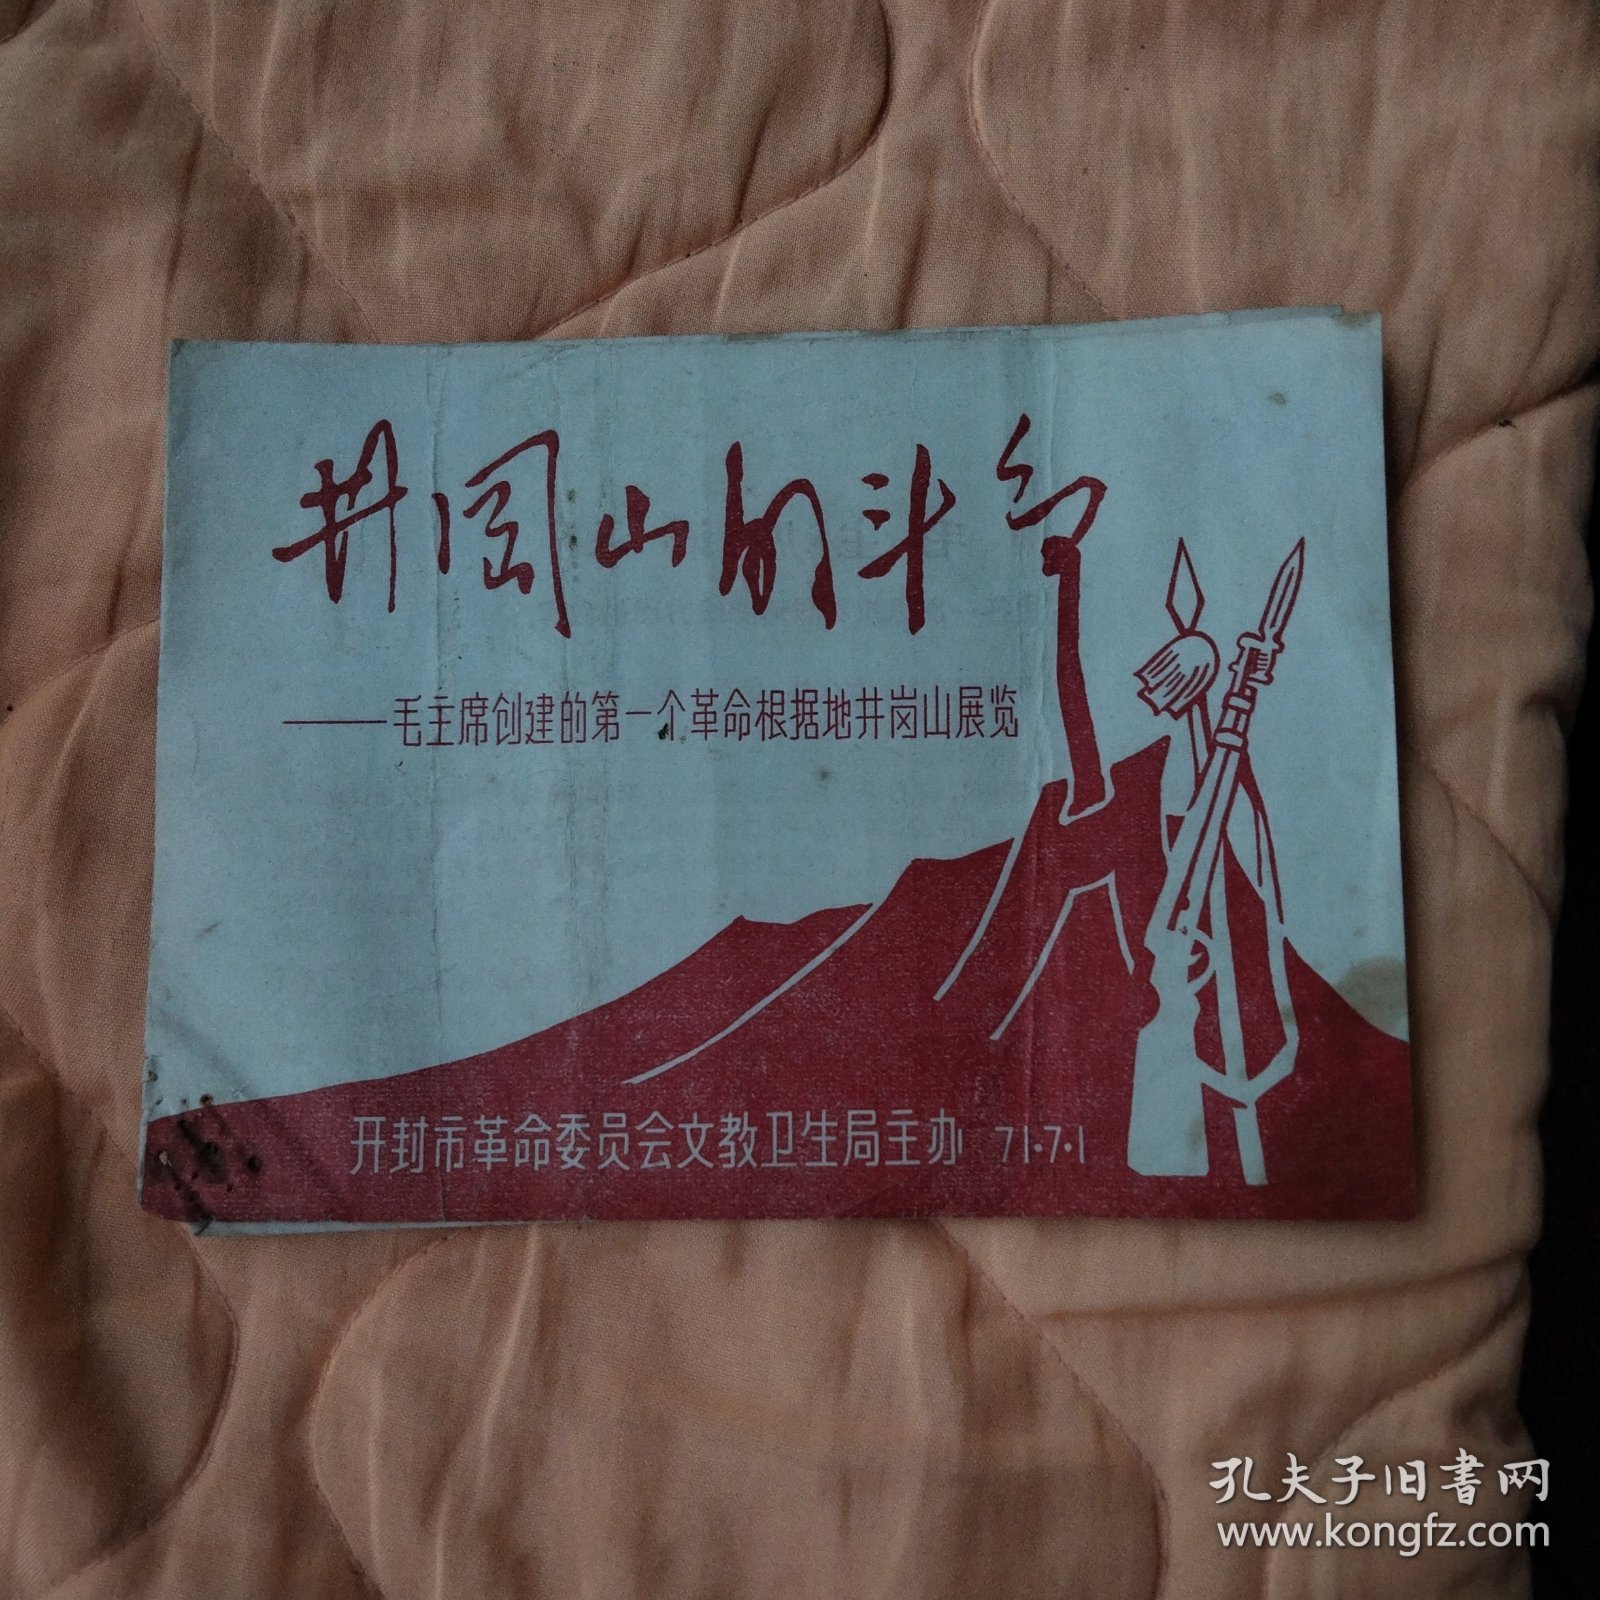 井冈山的斗争
——毛主席创建的第一个革命根据地井岗山展览
开封市革命委员会文教卫生局主办 71·7·1
孔夫子旧书网
www.kongfz.com